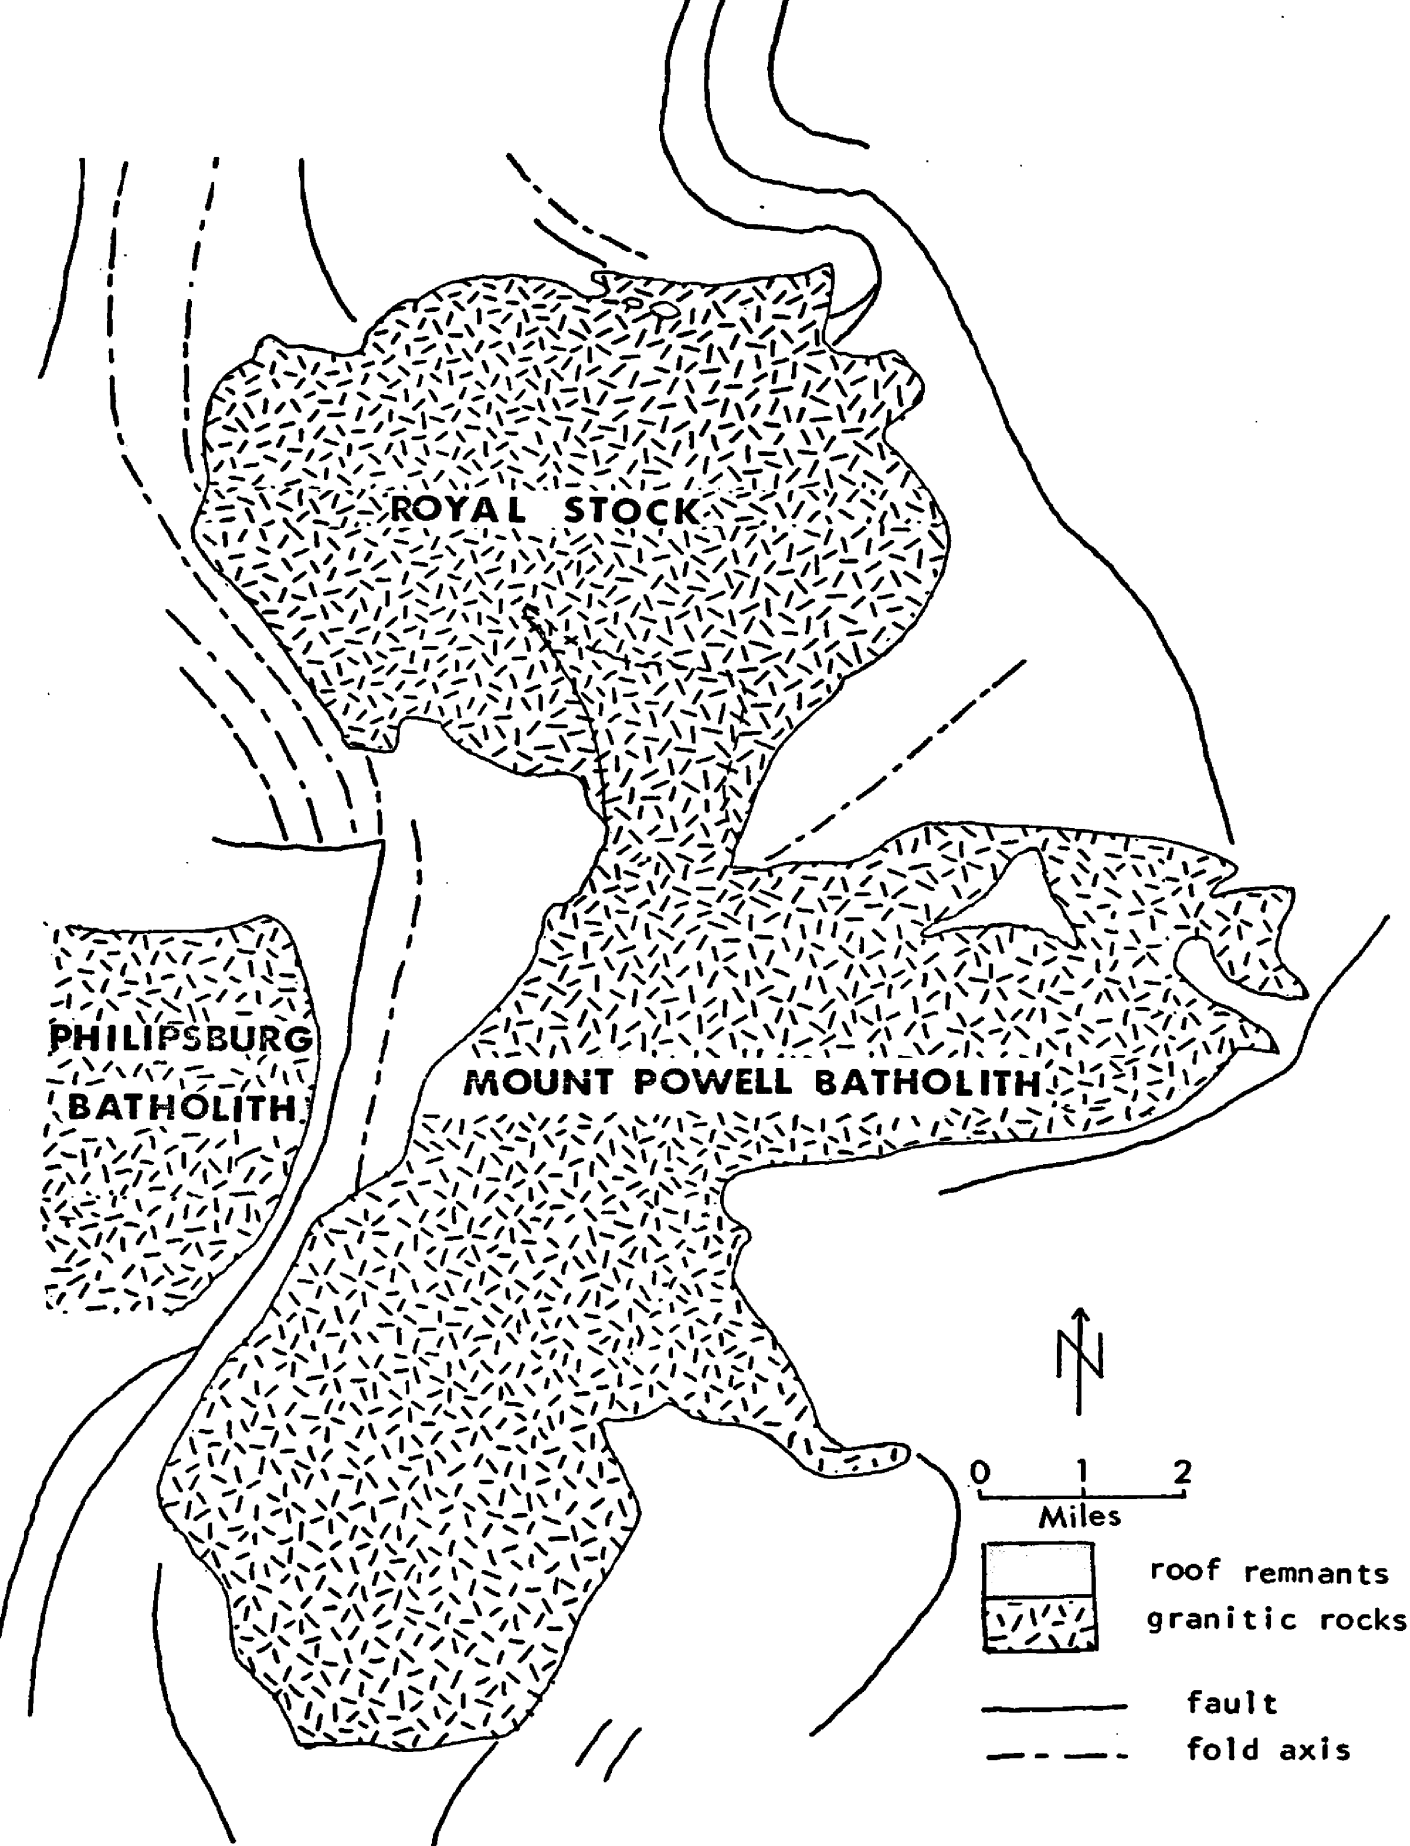 ROYAL STOCK
PHILIPSBURG
BATHOLITH
MOUNT POWELL BATHOLITH
N
0 1 2
Miles
roof remnants
granitic rocks
fault
fold axis